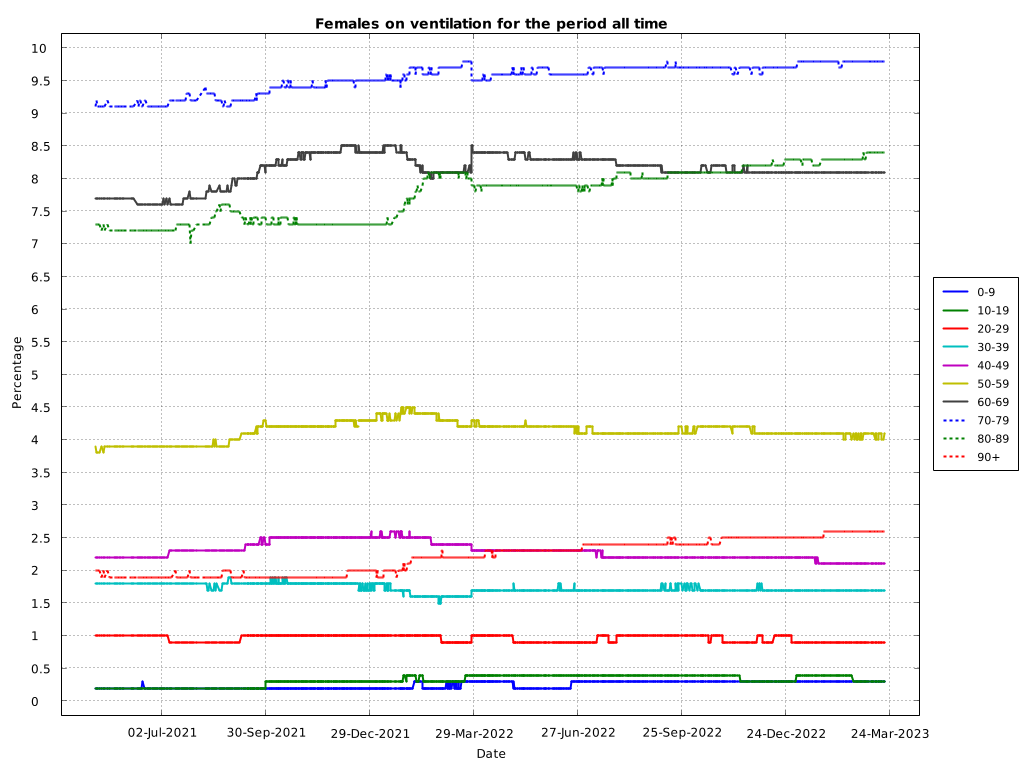 Females on ventilation for the period all time
Percentage
10
9.5
9
8.5
8
7.5
7
6.5
6
5.5
5
4.5
4
3.5
3
2.5
2
1.5
1
0.5
0
02-Jul-2021
30-Sep-2021
29-Dec-2021
29-Mar-2022
27-Jun-2022
25-Sep-2022
24-Dec-2022
24-Mar-2023
Date
0-9
10-19
20-29
30-39
40-49
50-59
60-69
70-79
80-89
90+